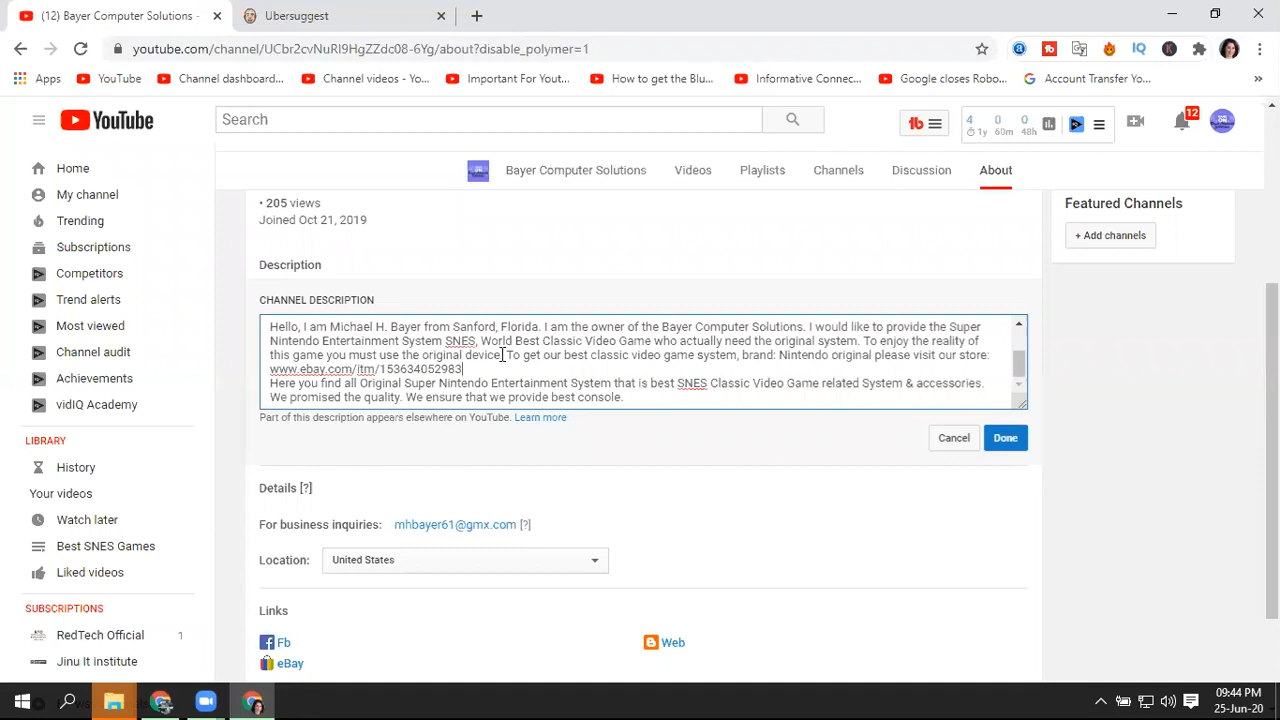 (12) Bayer Computer Solutions -
Ubersuggest
youtube.com/channel/UCbr2cvNuRI9HgZZdc08-6Yg/about?disable_polymer=1
Apps
YouTube
Channel dashboard...
Channel videos - Yo...
Important For Yout...
How to get the Blu...
Informative Connec...
Google closes Robo...
Account Transfer Yo...
»
YouTube
Search
tb
4 0 0
1y 60m 48h
12
Bayer Computer Solutions
Videos
Playlists
Channels
Discussion
About
Home
My channel
Trending
Subscriptions
Competitors
Trend alerts
Most viewed
Channel audit
Achievements
vidIQ Academy
LIBRARY
History
Your videos
Watch later
Best SNES Games
Liked videos
SUBSCRIPTIONS
RedTech Official 1
Jinu It Institute
• 205 views
Joined Oct 21, 2019
Description
CHANNEL DESCRIPTION
Hello, I am Michael H. Bayer from Sanford, Florida. I am the owner of the Bayer Computer Solutions. I would like to provide the Super
Nintendo Entertainment System SNES, World Best Classic Video Game who actually need the original system. To enjoy the reality of
this game you must use the original device. To get our best classic video game system, brand: Nintendo original please visit our store:
www.ebay.com/itm/153634052983
Here you find all Original Super Nintendo Entertainment System that is best SNES Classic Video Game related System & accessories.
We promised the quality. We ensure that we provide best console.
Part of this description appears elsewhere on YouTube. Learn more
Cancel
Done
Details [?]
For business inquiries: mhbayer61@gmx.com [?]
Location: United States
Links
Fb
Web
eBay
Featured Channels
+ Add channels
09:44 PM
25-Jun-20